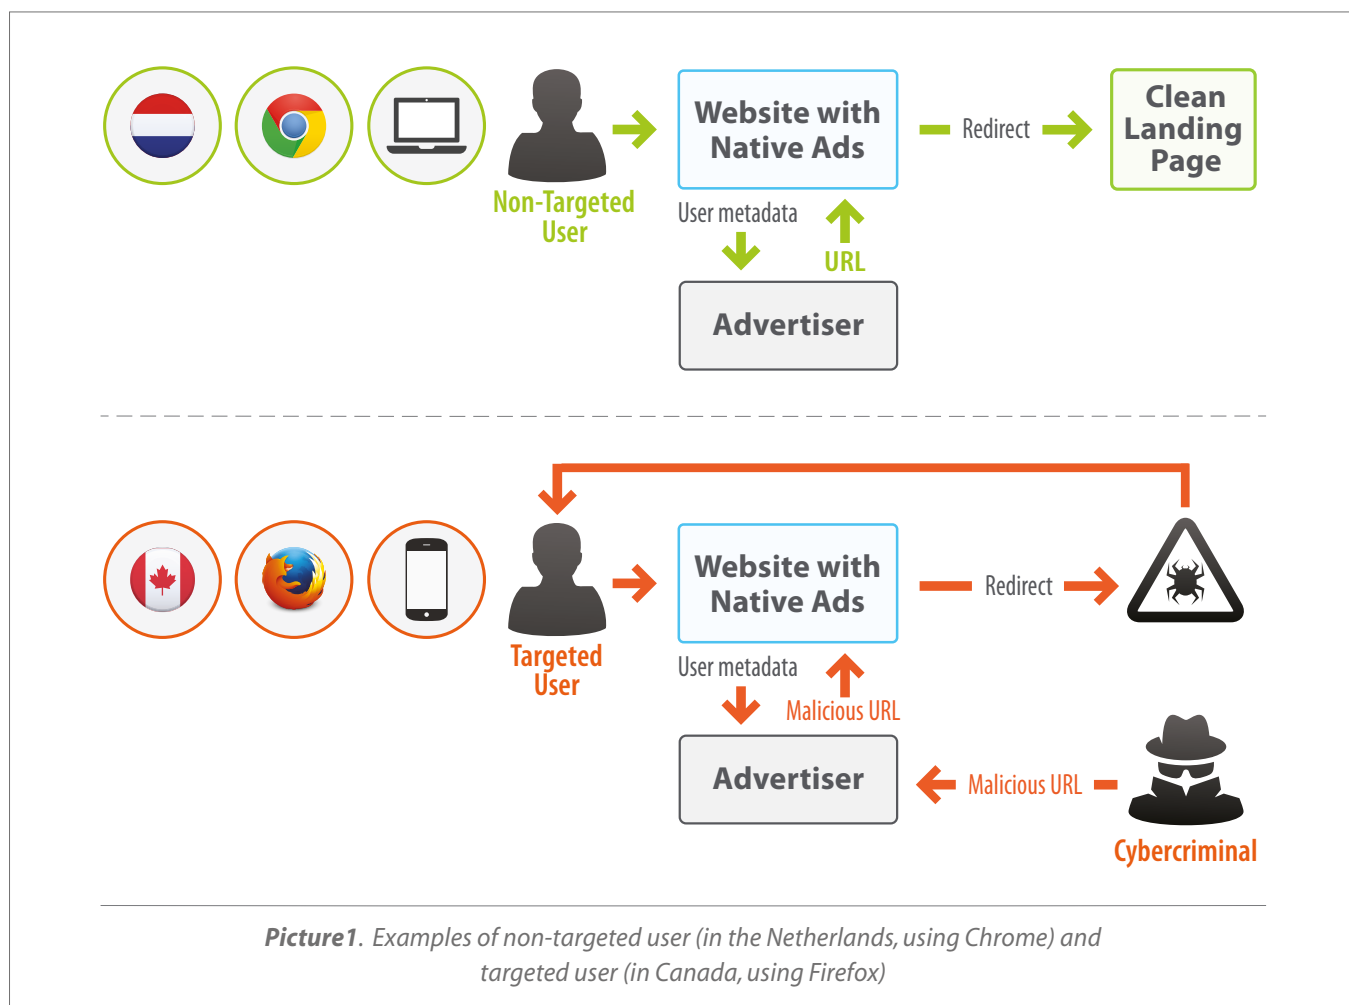 Website with
Native Ads
Redirect
Clean
Landing
Page
Non-Targeted
User
User metadata
URL
Advertiser
Website with
Native Ads
Redirect
Targeted
User
User metadata
Malicious URL
Advertiser
Malicious URL
Cybercriminal
Picture1. Examples of non-targeted user (in the Netherlands, using Chrome) and
targeted user (in Canada, using Firefox)